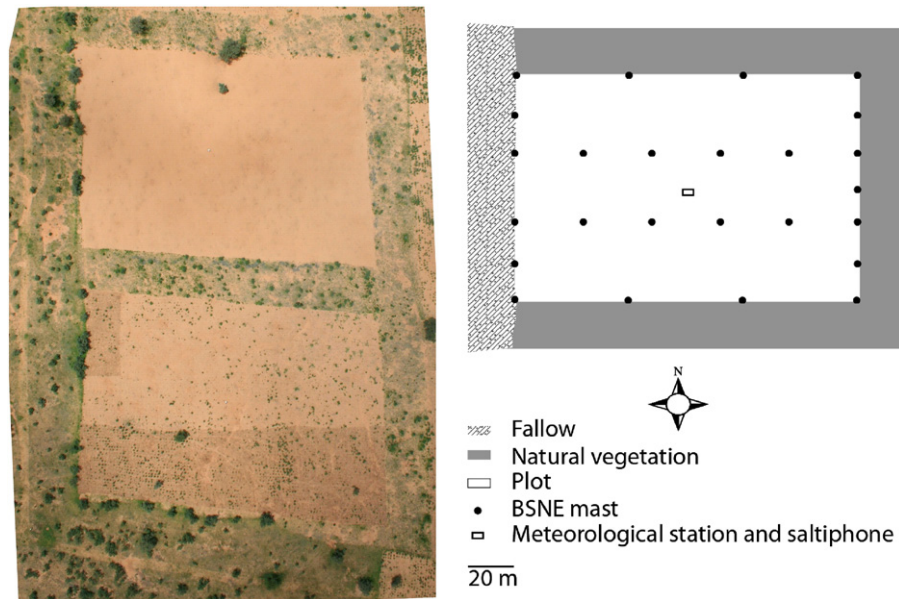 N
Fallow
Natural vegetation
Plot
BSNE mast
Meteorological station and saltiphone
20 m